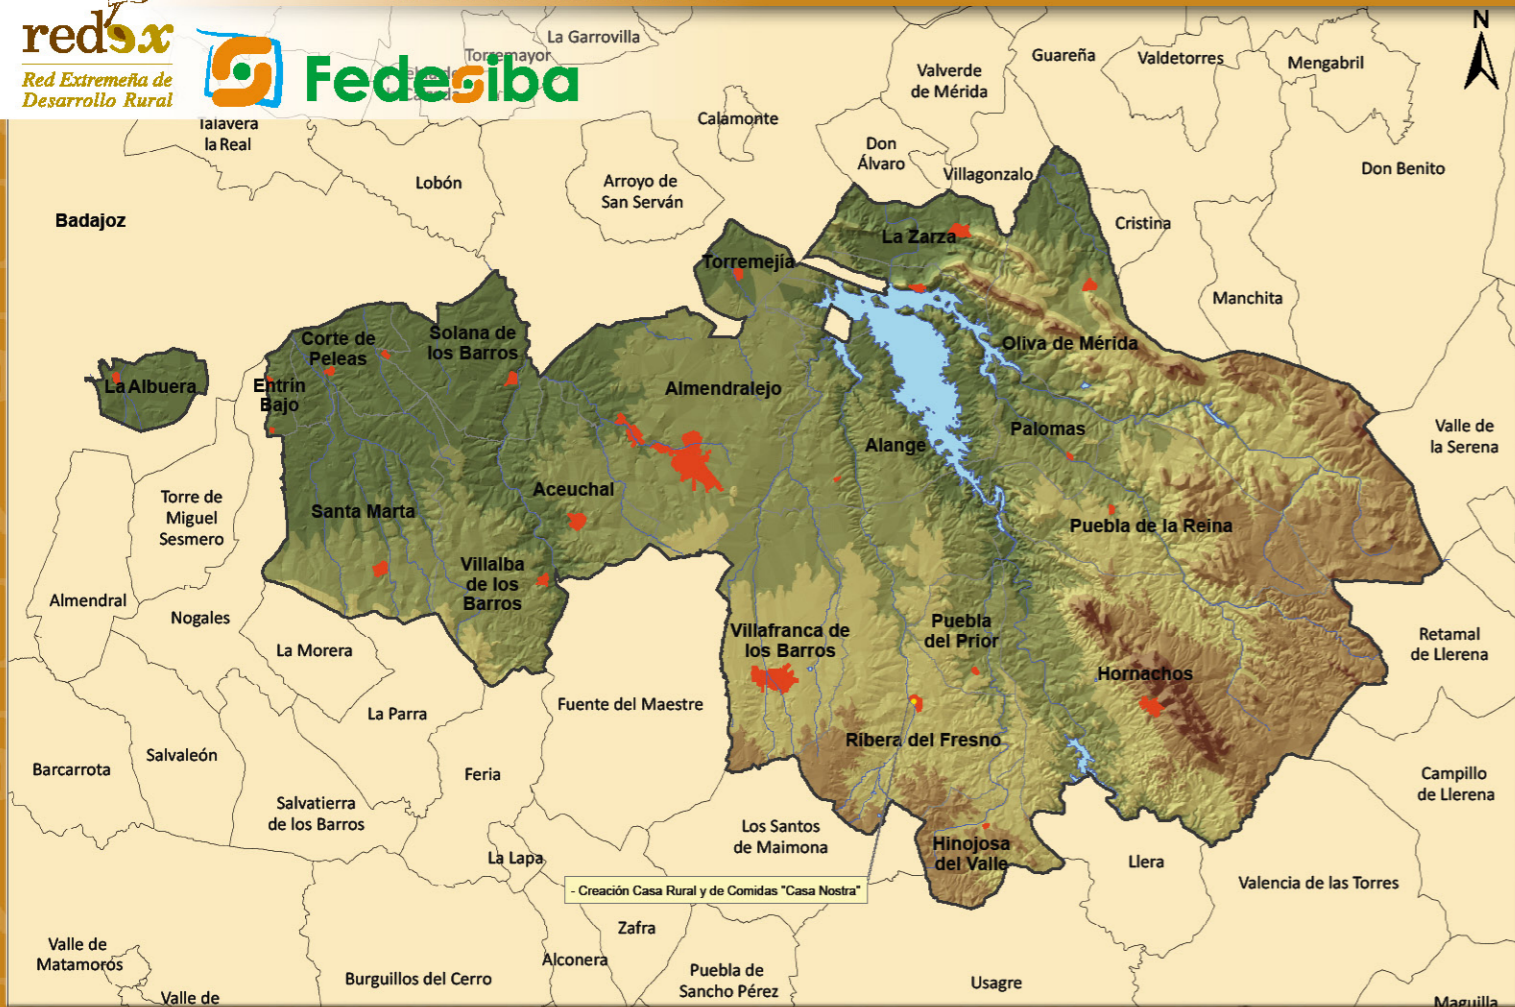 redex
Red Extremeña de
Desarrollo Rural
Fedesiba
La Garrovilla
Torremayor
N
Guareña
Valdetorres
Mengabril
Valverde
de Mérida
Talavera
la Real
Calamonte
Don
Álvaro
Villagonzalo
Don Benito
Lobón
Arroyo de
San Serván
Badajoz
Cristina
La Zarza
Torremejía
Manchita
Corte de
Peleas
Solana de
los Barros
Oliva de Mérida
La Albuera
Entrín
Bajo
Almendralejo
Alange
Palomas
Valle de
la Serena
Torre de
Miguel
Sesmero
Aceuchal
Santa Marta
Puebla de la Reina
Villalba
de los
Barros
Almendral
Nogales
La Morera
Villafranca de
los Barros
Puebla
del Prior
Retamal
de Llerena
Hornachos
Fuente del Maestre
La Parra
Ribera del Fresno
Salvaleón
Barcarrota
Feria
Campillo
de Llerena
Salvatierra
de los Barros
Los Santos
de Maimona
La Lapa
Hinojosa
del Valle
Llera
Valencia de las Torres
- Creación Casa Rural y de Comidas "Casa Nostra"
Zafra
Valle de
Matamoros
Alconera
Burguillos del Cerro
Puebla de
Sancho Pérez
Usagre
Valle de
Maguilla